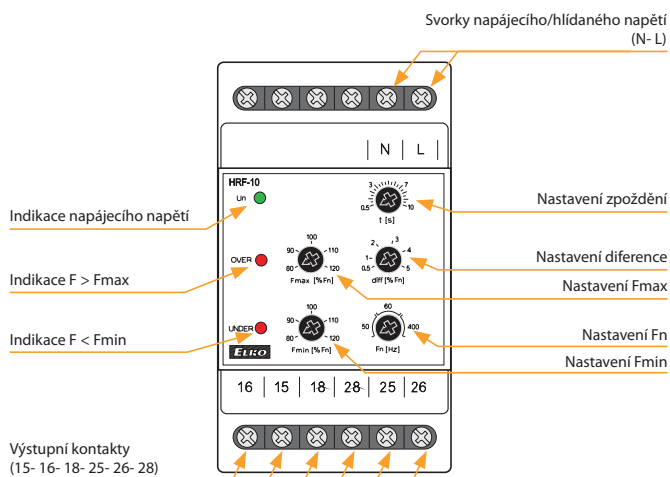 Svorky napájecího/hlídaného napětí
(N- L)
N L
HRF-10
Un
3 7
0.5 10
t [s]
Nastavení zpoždění
Indikace napájecího napětí
OVER
100
90 110
80 120
Fmax [%Fn]
2 3
1 4
0.5 5
diff [%Fn]
Nastavení diference
Nastavení Fmax
Indikace F > Fmax
UNDER
100
90 110
80 120
Fmin [%Fn]
60
50 400
Fn [Hz]
Nastavení Fn
Nastavení Fmin
Indikace F < Fmin
ELKO
16 15 18 28 25 26
Výstupní kontakty
(15- 16- 18- 25- 26- 28)